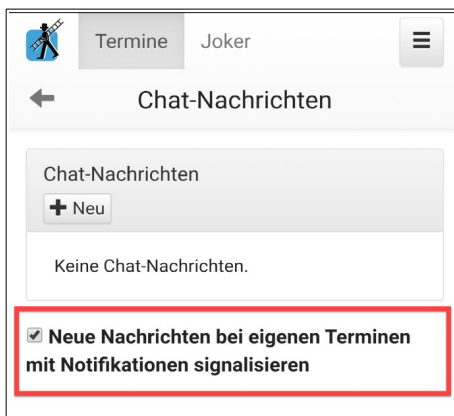 Termine Joker
Chat-Nachrichten
Chat-Nachrichten
Neu
Keine Chat-Nachrichten.
Neue Nachrichten bei eigenen Terminen
mit Notifikationen signalisieren